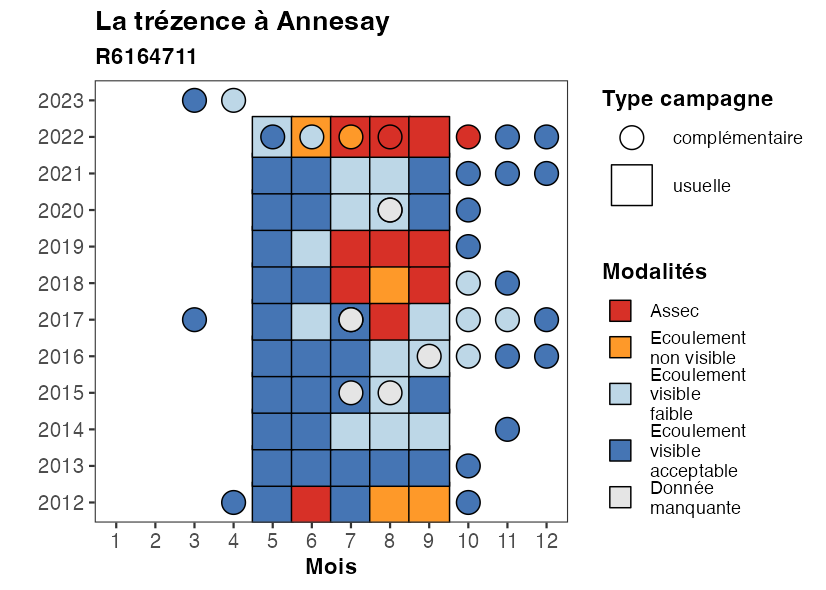 La trézence à Annesay
R6164711
2023
2022
2021
2020
2019
2018
2017
2016
2015
2014
2013
2012
1 2 3 4 5 6 7 8 9 10 11 12
Mois
Type campagne
complémentaire
usuelle
Modalités
Assec
Ecoulement
non visible
Ecoulement
visible
faible
Ecoulement
visible
acceptable
Donnée
manquante